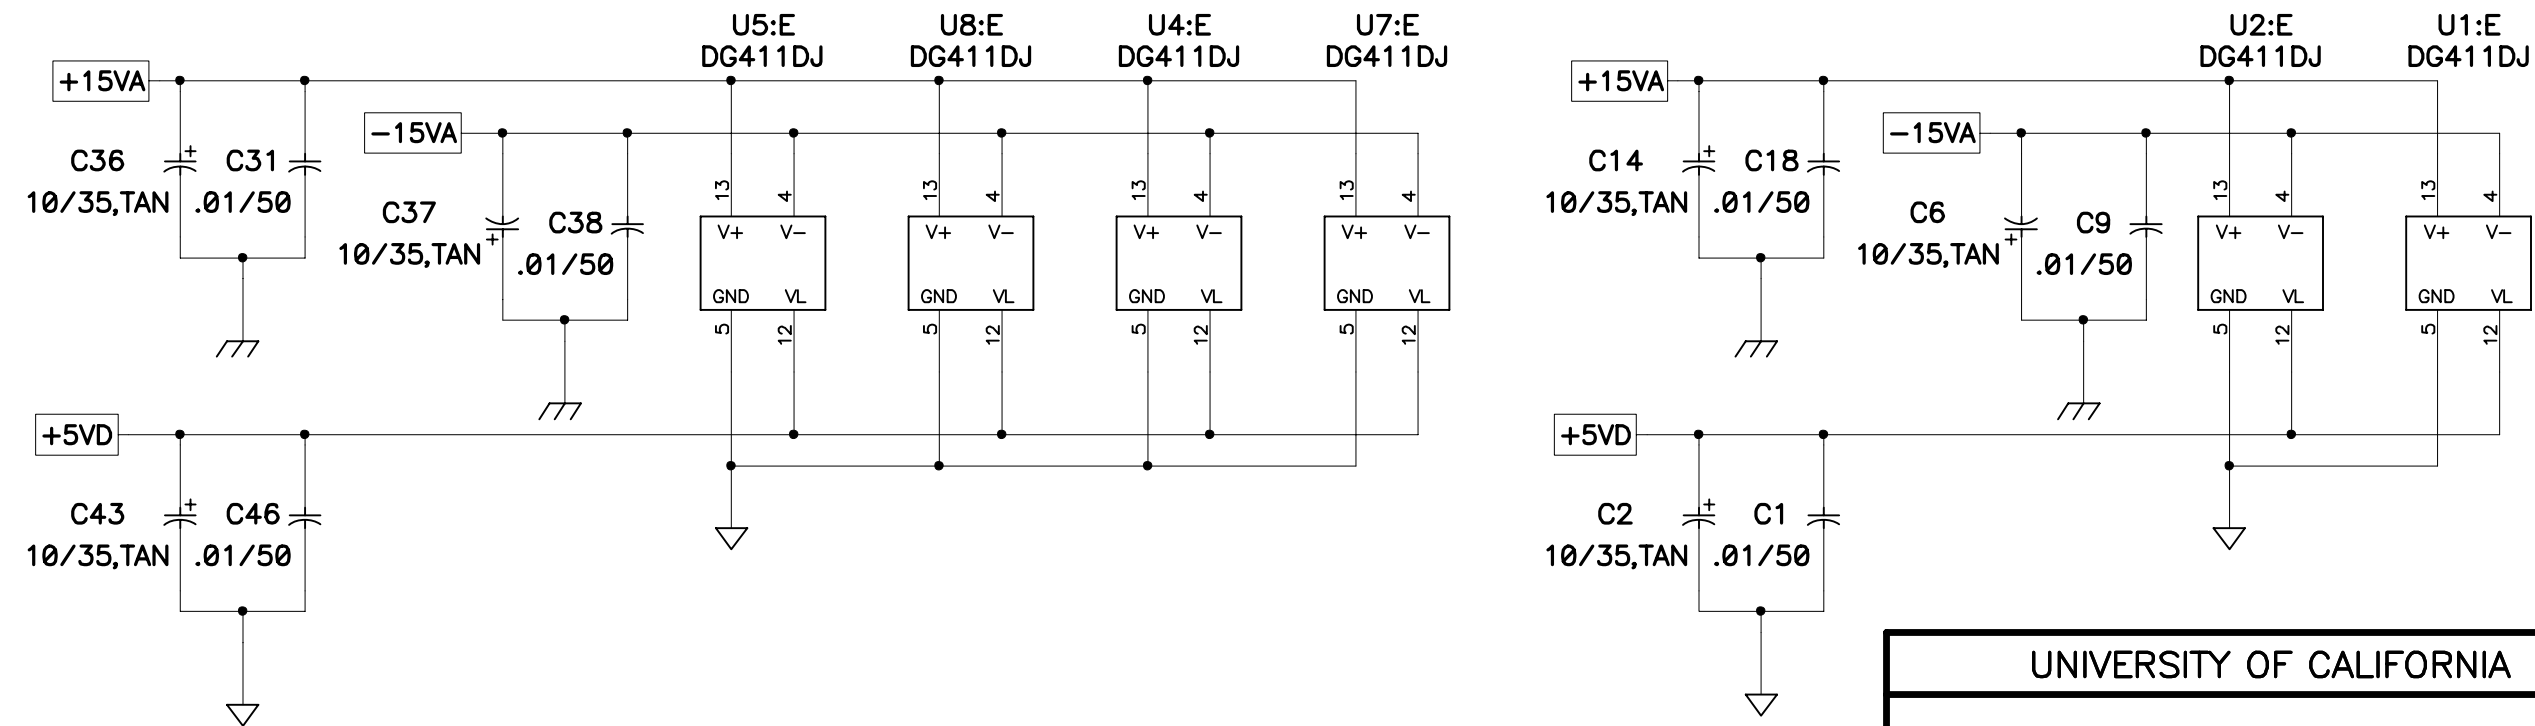 U5:E
DG411DJ
U8:E
DG411DJ
U4:E
DG411DJ
U7:E
DG411DJ
+15VA
-15VA
C36
10/35,TAN
+
C31
.01/50
C37
10/35,TAN
+
C38
.01/50
13
4
V+ V-
GND VL
5
12
13
4
V+ V-
GND VL
5
12
13
4
V+ V-
GND VL
5
12
13
4
V+ V-
GND VL
5
12
+5VD
C43
10/35,TAN
+
C46
.01/50
U2:E
DG411DJ
U1:E
DG411DJ
+15VA
-15VA
C14
10/35,TAN
+
C18
.01/50
C6
10/35,TAN
+
C9
.01/50
13
4
V+ V-
GND VL
5
12
13
4
V+ V-
GND VL
5
12
+5VD
C2
10/35,TAN
+
C1
.01/50
UNIVERSITY OF CALIFORNIA